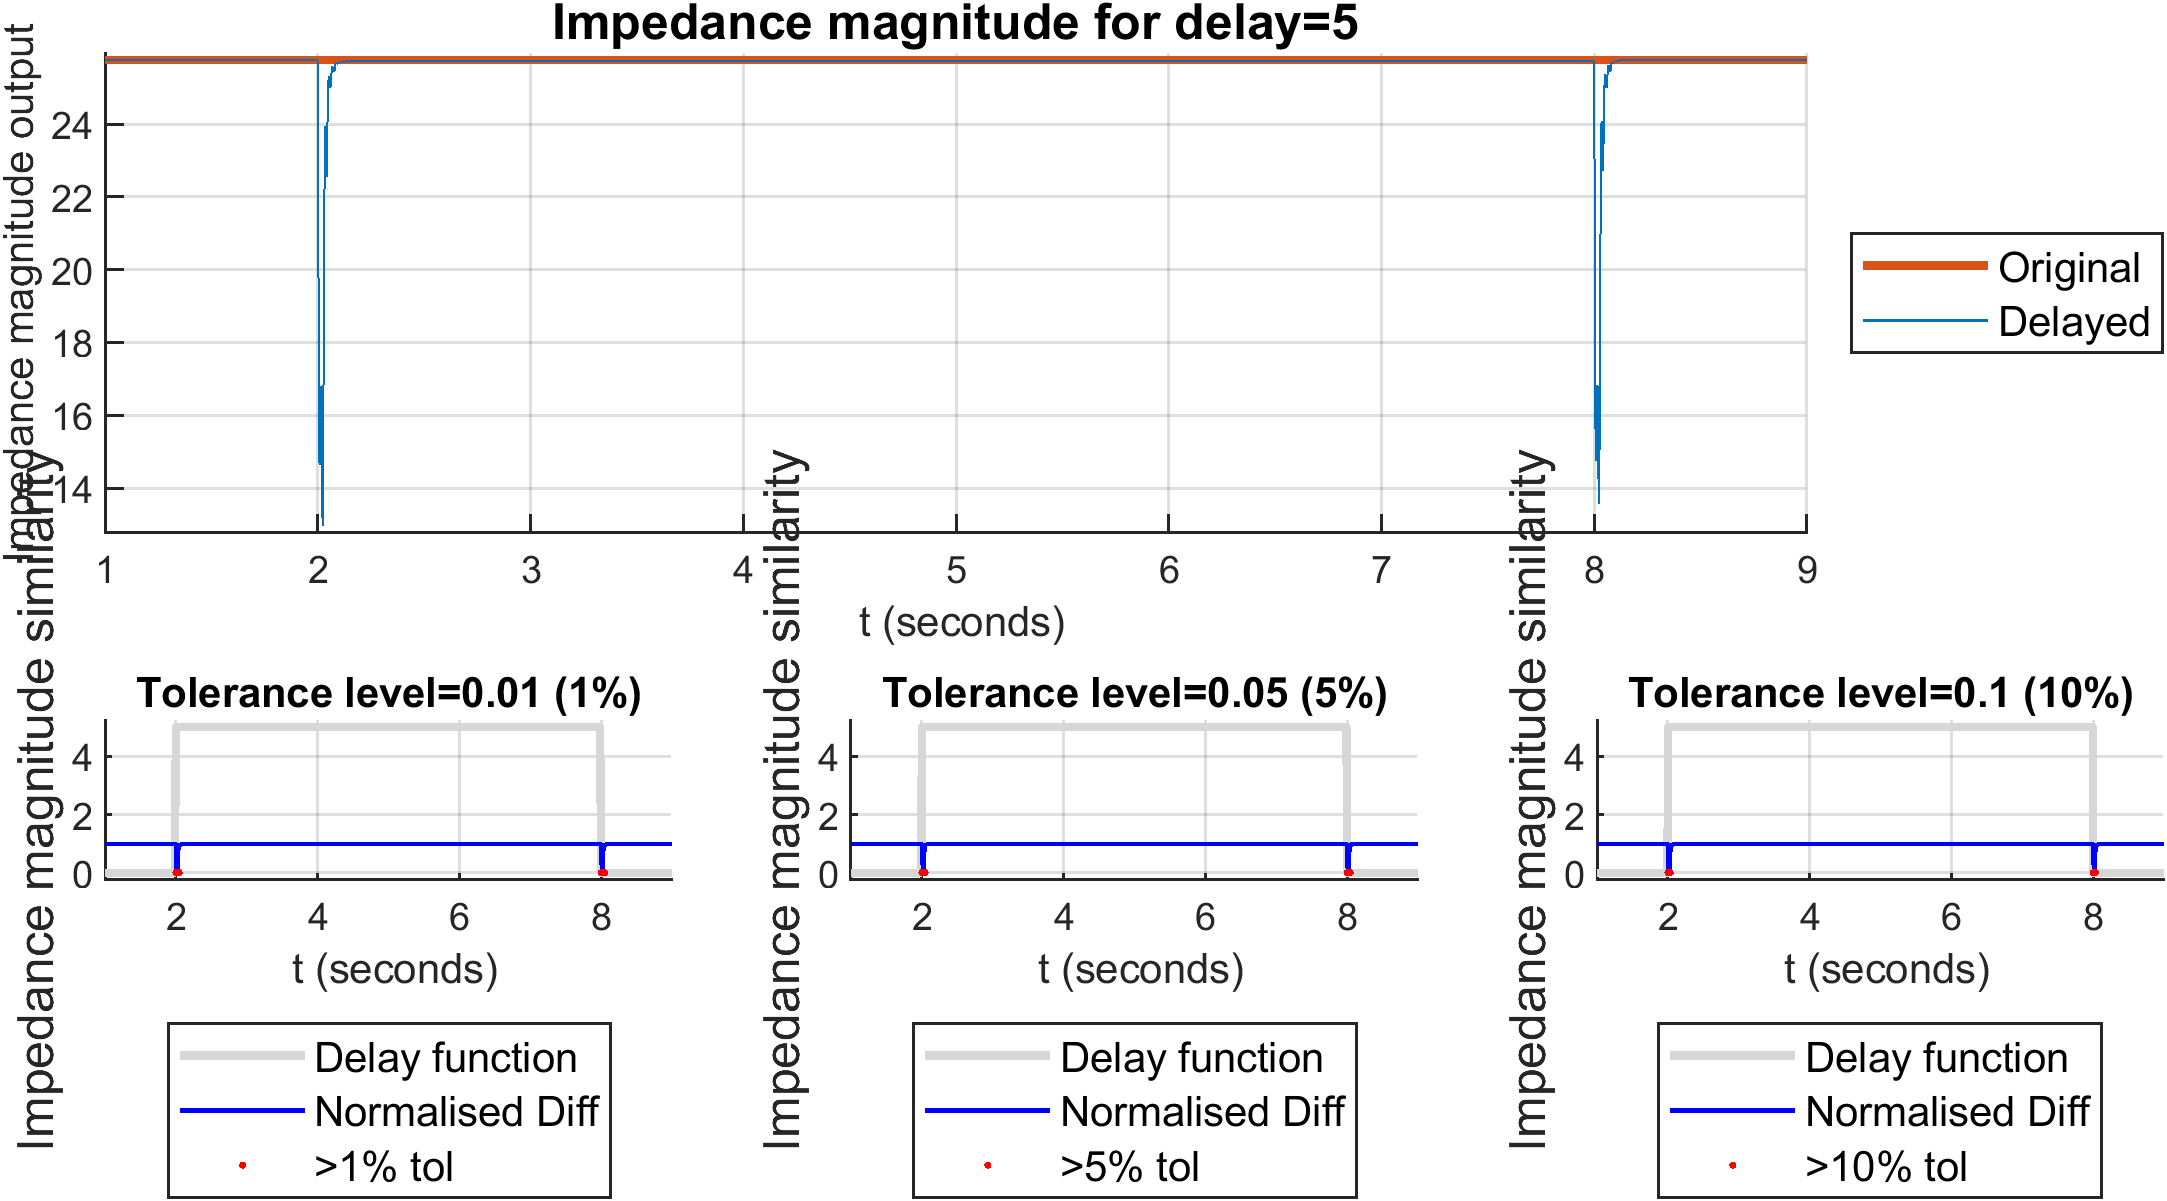 Impedance magnitude for delay=5
Impedance magnitude output
24
22
20
18
16
14
1 2 3 4 5 6 7 8 9
t (seconds)
Original
Delayed
Tolerance level=0.01 (1%)
Impedance magnitude similarity
4
2
0
2 4 6 8
t (seconds)
Delay function
Normalised Diff
>1% tol
Tolerance level=0.05 (5%)
Impedance magnitude similarity
4
2
0
2 4 6 8
t (seconds)
Delay function
Normalised Diff
>5% tol
Tolerance level=0.1 (10%)
Impedance magnitude similarity
4
2
0
2 4 6 8
t (seconds)
Delay function
Normalised Diff
>10% tol